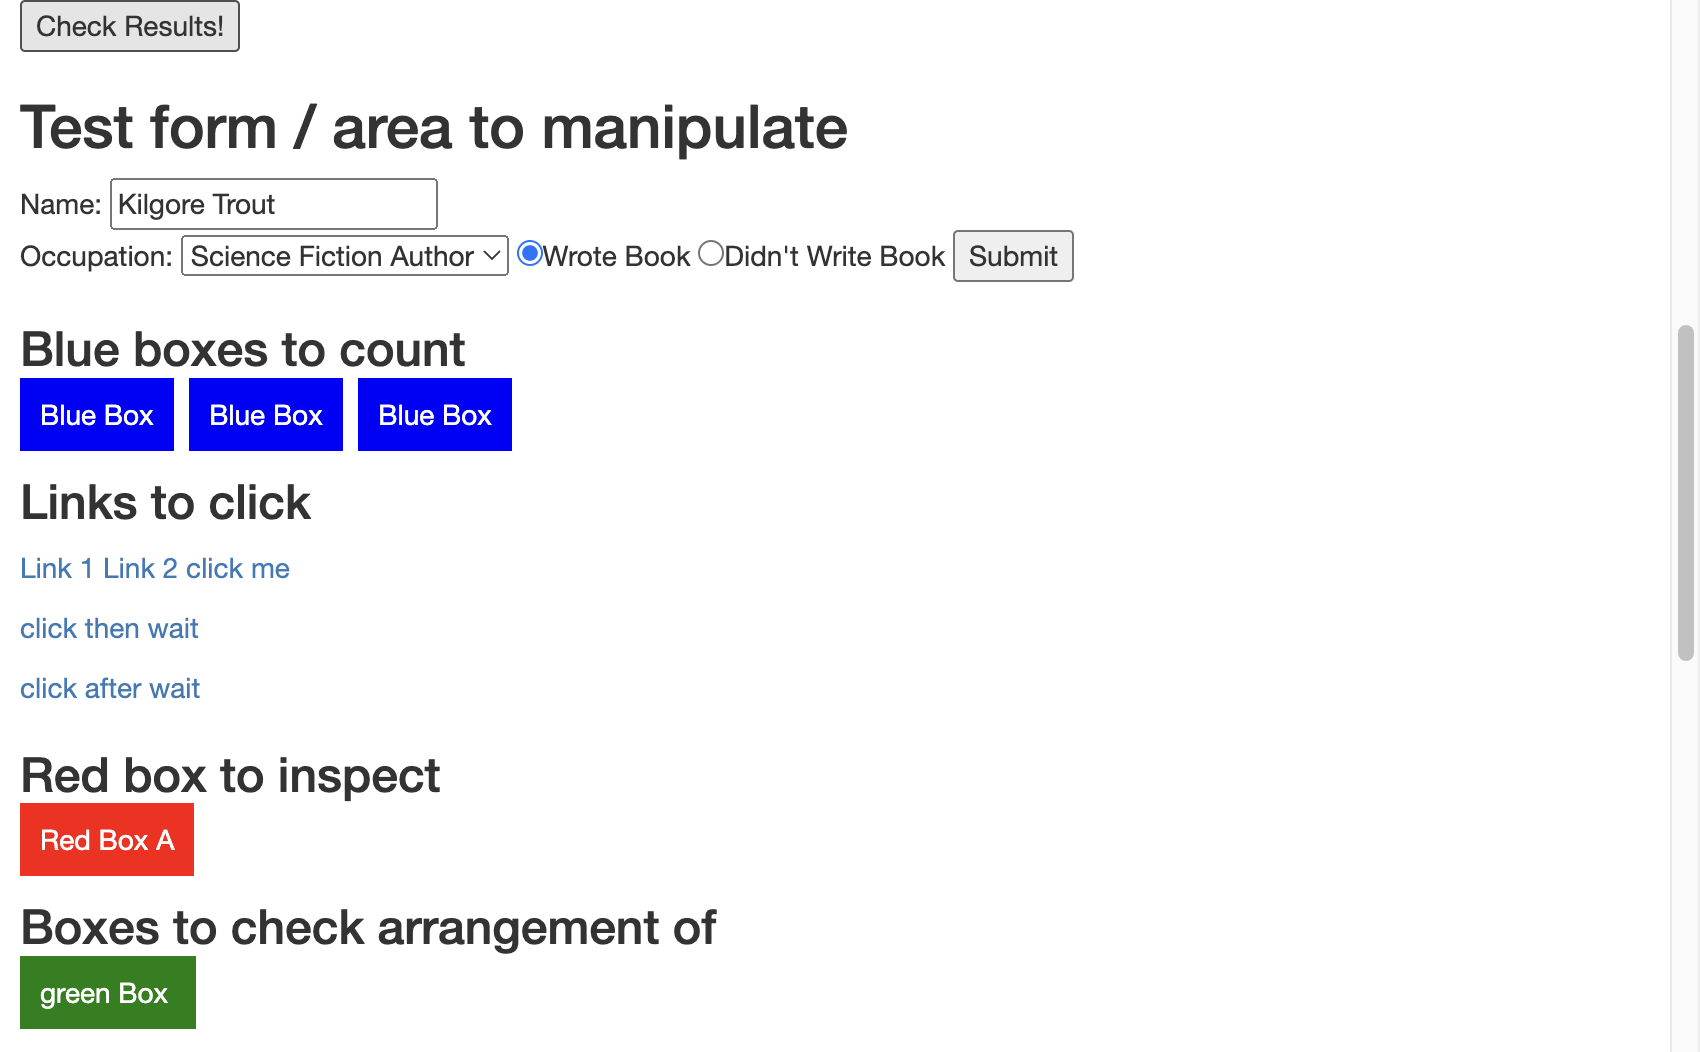 Check Results!
Test form / area to manipulate
Name: Kilgore Trout
Occupation: Science Fiction Author Wrote Book Didn't Write Book Submit
Blue boxes to count
Blue Box Blue Box Blue Box
Links to click
Link 1 Link 2 click me
click then wait
click after wait
Red box to inspect
Red Box A
Boxes to check arrangement of
green Box